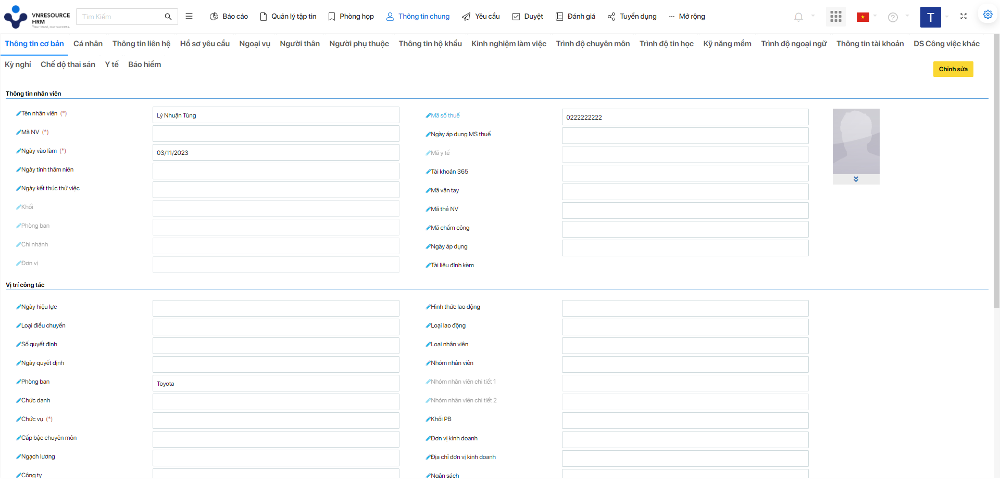 VNRESOURCE
HRM
Your trust, our success.
Tìm Kiếm
Báo cáo
Quản lý tập tin
Phòng họp
Thông tin chung
Yêu cầu
Duyệt
Đánh giá
Tuyển dụng
Mở rộng
T
Thông tin cơ bản
Cá nhân
Thông tin liên hệ
Hồ sơ yêu cầu
Ngoại vụ
Người thân
Người phụ thuộc
Thông tin hộ khẩu
Kinh nghiệm làm việc
Trình độ chuyên môn
Trình độ tin học
Kỹ năng mềm
Trình độ ngoại ngữ
Thông tin tài khoản
DS Công việc khác
Kỳ nghỉ
Chế độ thai sản
Y tế
Bảo hiểm
Chỉnh sửa
Thông tin nhân viên
Tên nhân viên (*)
Lý Nhuận Tùng
Mã số thuế
0222222222
Mã NV (*)
Ngày áp dụng MS thuế
Ngày vào làm (*)
03/11/2023
Mã y tế
Ngày tính thâm niên
Tài khoản 365
Ngày kết thúc thử việc
Mã vân tay
Khối
Mã thẻ NV
Phòng ban
Mã chấm công
Chi nhánh
Ngày áp dụng
Đơn vị
Tài liệu đính kèm
Vị trí công tác
Ngày hiệu lực
Hình thức lao động
Loại điều chuyển
Loại lao động
Số quyết định
Loại nhân viên
Ngày quyết định
Nhóm nhân viên
Phòng ban
Toyota
Nhóm nhân viên chi tiết 1
Chức danh
Nhóm nhân viên chi tiết 2
Chức vụ (*)
Khối PB
Cấp bậc chuyên môn
Đơn vị kinh doanh
Ngạch lương
Địa chỉ đơn vị kinh doanh
Công ty
Ngân sách